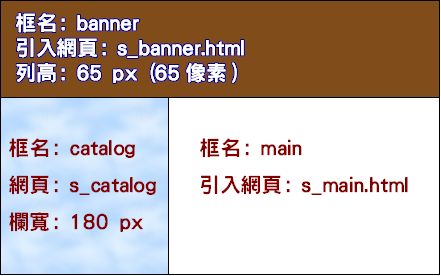 框名: banner
引入網頁: s_banner.html
列高: 65 px (65 像素)
框名: catalog
網頁: s_catalog
欄寬: 180 px
框名: main
引入網頁: s_main.html